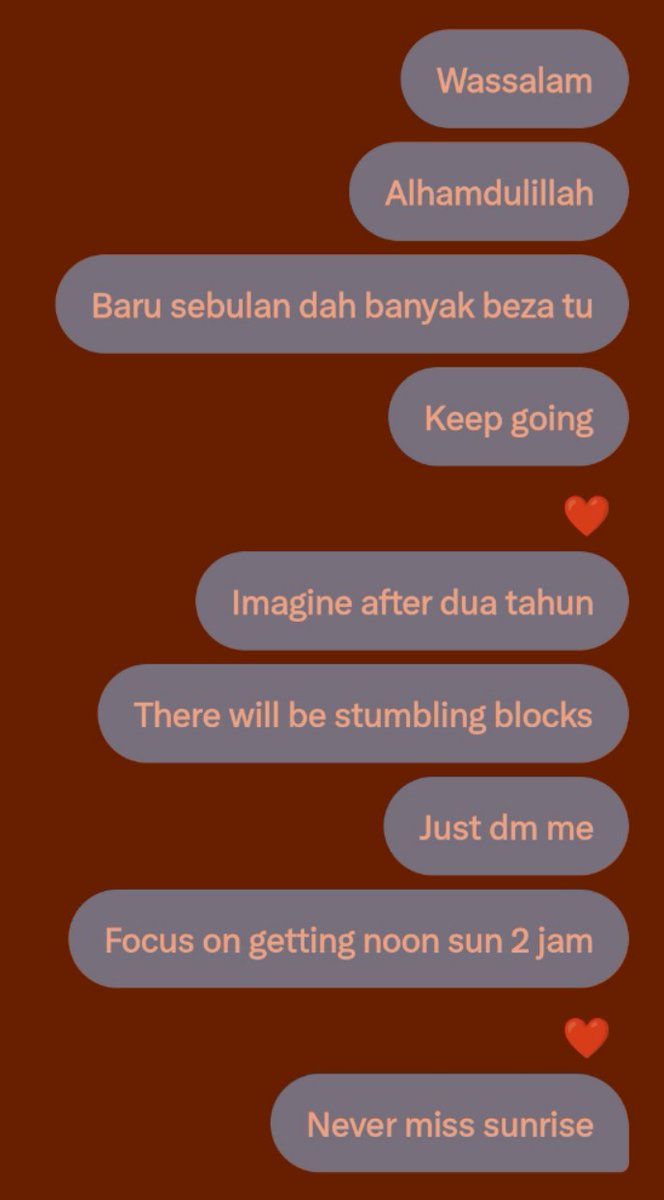 Wassalam
Alhamdulillah
Baru sebulan dah banyak beza tu
Keep going
❤️
Imagine after dua tahun
There will be stumbling blocks
Just dm me
Focus on getting noon sun 2 jam
❤️
Never miss sunrise